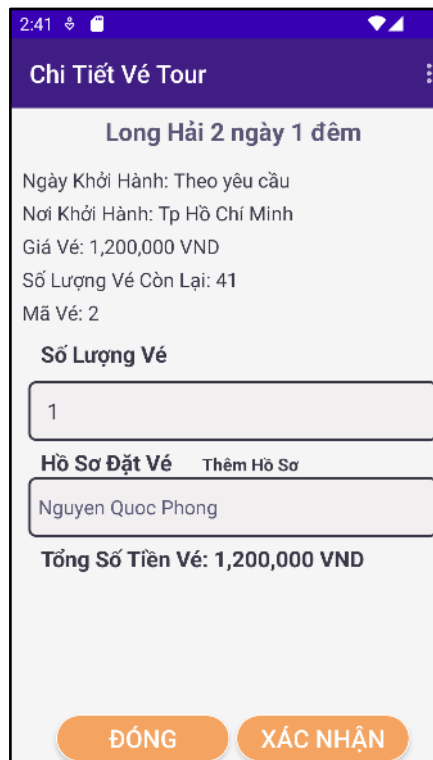 2:41
Chi Tiết Vé Tour
Long Hải 2 ngày 1 đêm
Ngày Khởi Hành: Theo yêu cầu
Nơi Khởi Hành: Tp Hồ Chí Minh
Giá Vé: 1,200,000 VND
Số Lượng Vé Còn Lại: 41
Mã Vé: 2
Số Lượng Vé
1
Hồ Sơ Đặt Vé Thêm Hồ Sơ
Nguyen Quoc Phong
Tổng Số Tiền Vé: 1,200,000 VND
ĐÓNG XÁC NHẬN